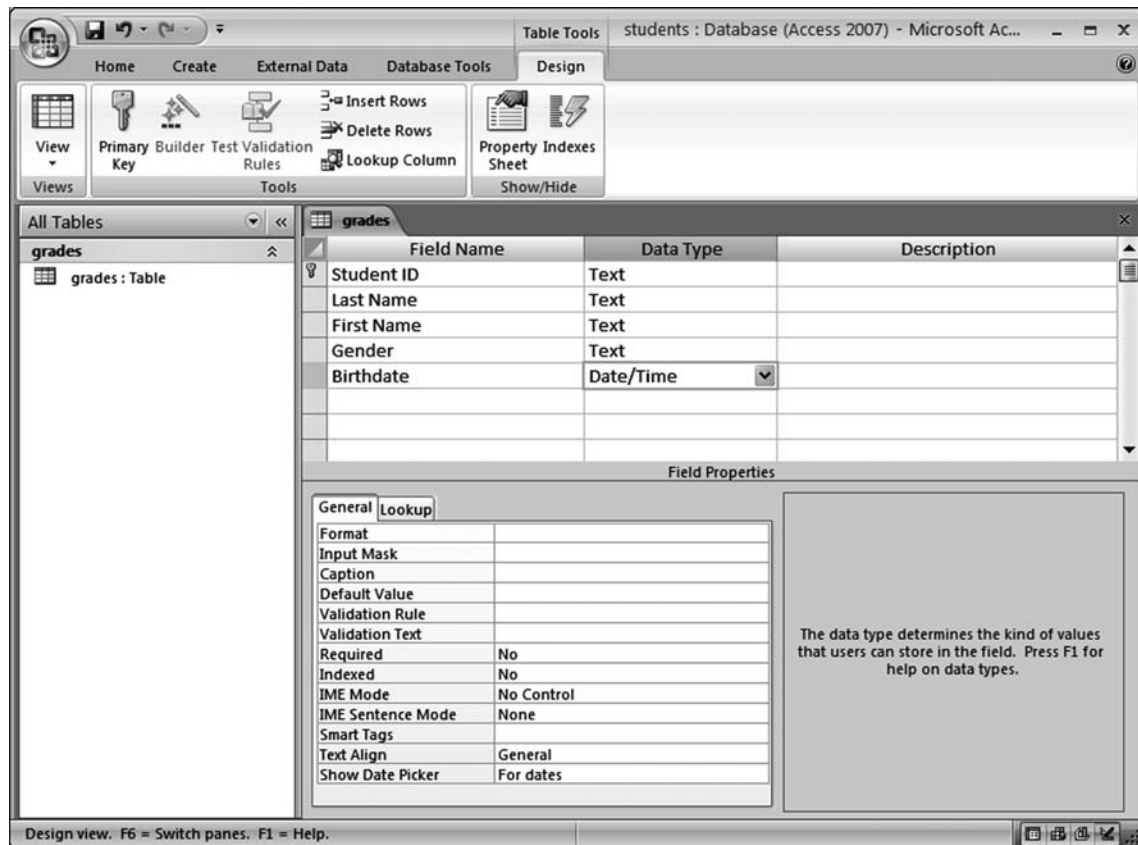 Table Tools
students : Database (Access 2007) - Microsoft Ac...
Home Create External Data Database Tools Design
View
Primary Key
Builder
Test Validation Rules
Insert Rows
Delete Rows
Lookup Column
Property Sheet
Indexes
Views Tools Show/Hide
All Tables
grades
grades : Table
grades
Field Name Data Type Description
Student ID Text
Last Name Text
First Name Text
Gender Text
Birthdate Date/Time
Field Properties
General Lookup
Format
Input Mask
Caption
Default Value
Validation Rule
Validation Text
Required No
Indexed No
IME Mode No Control
IME Sentence Mode None
Smart Tags
Text Align General
Show Date Picker For dates
The data type determines the kind of values
that users can store in the field. Press F1 for
help on data types.
Design view. F6 = Switch panes. F1 = Help.